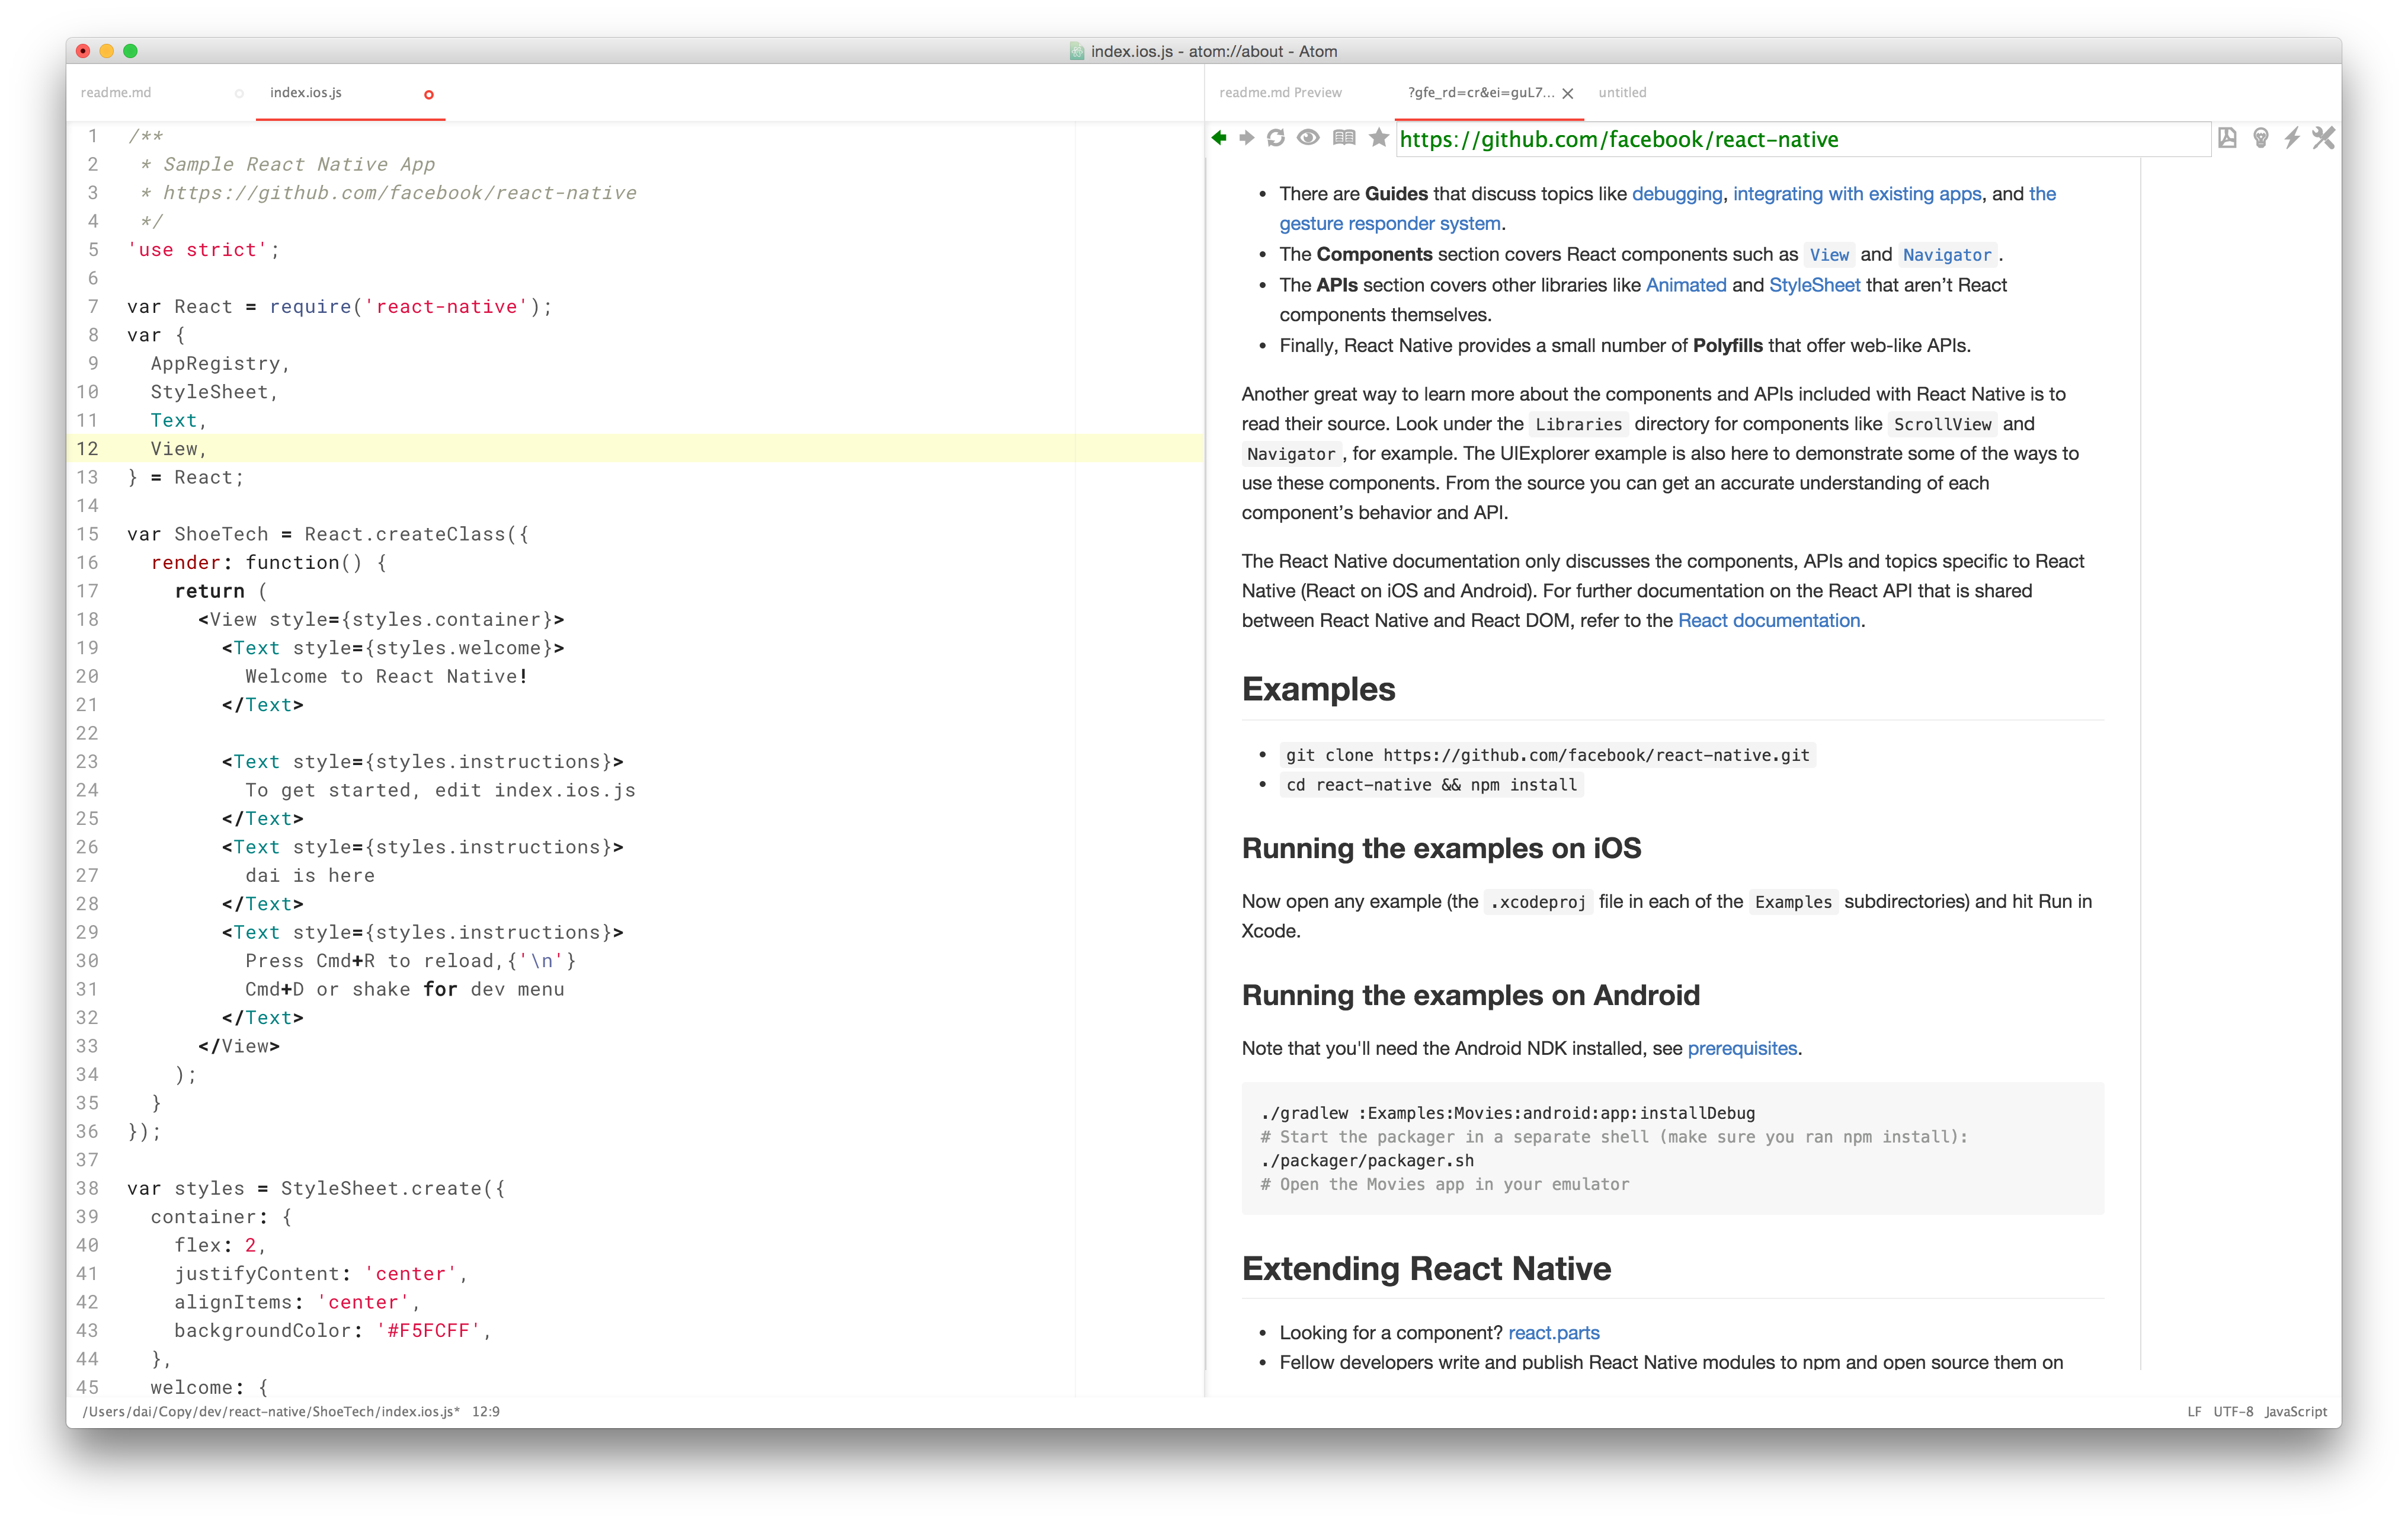 index.ios.js - atom://about - Atom
readme.md
index.ios.js
1 /**
2  * Sample React Native App
3  * https://github.com/facebook/react-native
4  */
5 'use strict';
6
7 var React = require('react-native');
8 var {
9   AppRegistry,
10   StyleSheet,
11   Text,
12   View,
13 } = React;
14
15 var ShoeTech = React.createClass({
16   render: function() {
17     return (
18       <View style={styles.container}>
19         <Text style={styles.welcome}>
20           Welcome to React Native!
21         </Text>
22
23         <Text style={styles.instructions}>
24           To get started, edit index.ios.js
25         </Text>
26         <Text style={styles.instructions}>
27           dai is here
28         </Text>
29         <Text style={styles.instructions}>
30           Press Cmd+R to reload,{'\n'}
31           Cmd+D or shake for dev menu
32         </Text>
33       </View>
34     );
35   }
36 });
37
38 var styles = StyleSheet.create({
39   container: {
40     flex: 2,
41     justifyContent: 'center',
42     alignItems: 'center',
43     backgroundColor: '#F5FCFF',
44   },
45   welcome: {
readme.md Preview
?gfe_rd=cr&ei=guL7...
untitled
https://github.com/facebook/react-native
• There are Guides that discuss topics like debugging, integrating with existing apps, and the
gesture responder system.
• The Components section covers React components such as View and Navigator.
• The APIs section covers other libraries like Animated and StyleSheet that aren’t React
components themselves.
• Finally, React Native provides a small number of Polyfills that offer web-like APIs.
Another great way to learn more about the components and APIs included with React Native is to
read their source. Look under the Libraries directory for components like ScrollView and
Navigator, for example. The UIExplorer example is also here to demonstrate some of the ways to
use these components. From the source you can get an accurate understanding of each
component’s behavior and API.
The React Native documentation only discusses the components, APIs and topics specific to React
Native (React on iOS and Android). For further documentation on the React API that is shared
between React Native and React DOM, refer to the React documentation.
Examples
• git clone https://github.com/facebook/react-native.git
• cd react-native && npm install
Running the examples on iOS
Now open any example (the .xcodeproj file in each of the Examples subdirectories) and hit Run in
Xcode.
Running the examples on Android
Note that you'll need the Android NDK installed, see prerequisites.
./gradlew :Examples:Movies:android:app:installDebug
# Start the packager in a separate shell (make sure you ran npm install):
./packager/packager.sh
# Open the Movies app in your emulator
Extending React Native
• Looking for a component? react.parts
• Fellow developers write and publish React Native modules to npm and open source them on
/Users/dai/Copy/dev/react-native/ShoeTech/index.ios.js* 12:9
LF UTF-8 JavaScript